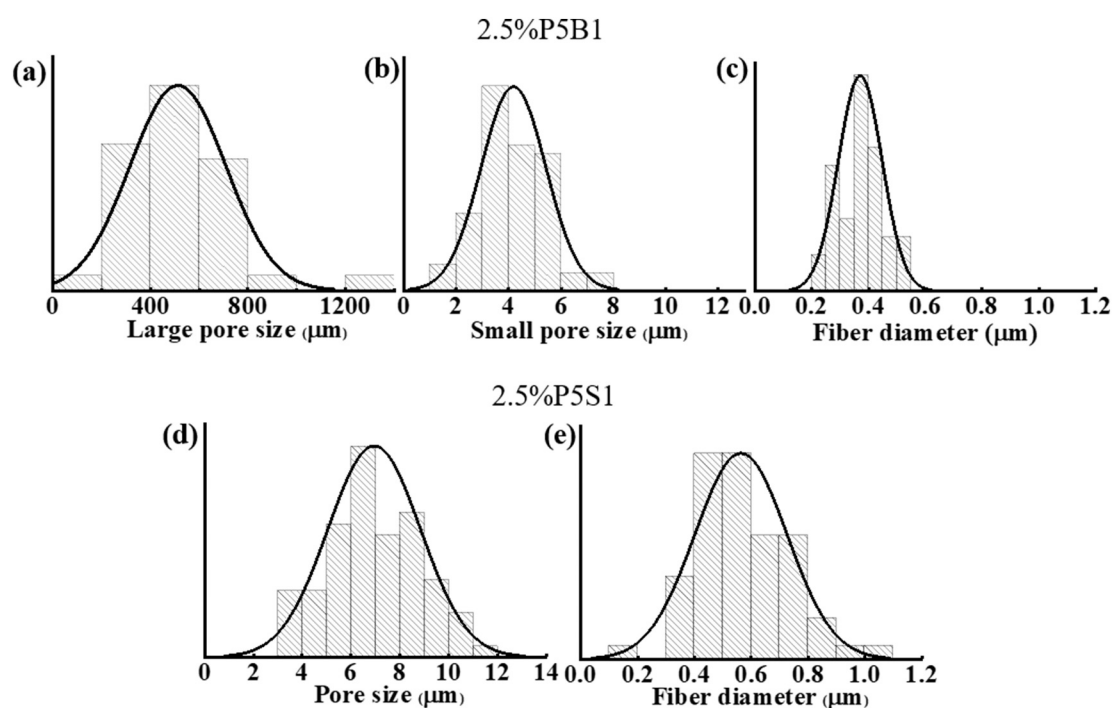 2.5%P5B1
(a) (b) (c)
0 400 800 1200 0 2 4 6 8 10 12 0.0 0.2 0.4 0.6 0.8 1.0 1.2
Large pore size (μm) Small pore size (μm) Fiber diameter (μm)
2.5%P5S1
(d) (e)
0 2 4 6 8 10 12 14 0.0 0.2 0.4 0.6 0.8 1.0 1.2
Pore size (μm) Fiber diameter (μm)